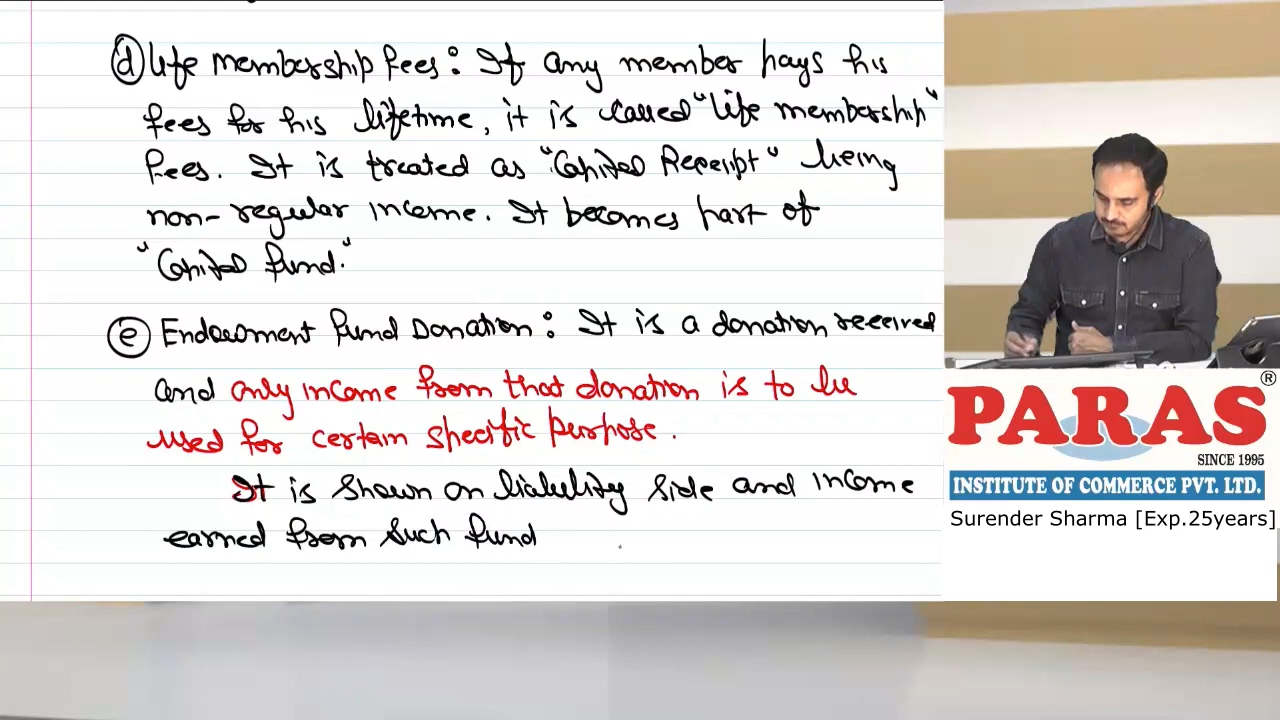 (d) Life membership fees: If any member pays his
fees for his lifetime, it is called "life membership"
fees. It is treated as "Capital Receipt" being
non-regular income. It becomes part of
"Capital fund."
(e) Endowment fund Donation: It is a donation received
and only income from that donation is to be
used for certain specific purpose.
It is shown on liability side and income
earned from such fund
PARAS®
SINCE 1995
INSTITUTE OF COMMERCE PVT. LTD.
Surender Sharma [Exp.25years]